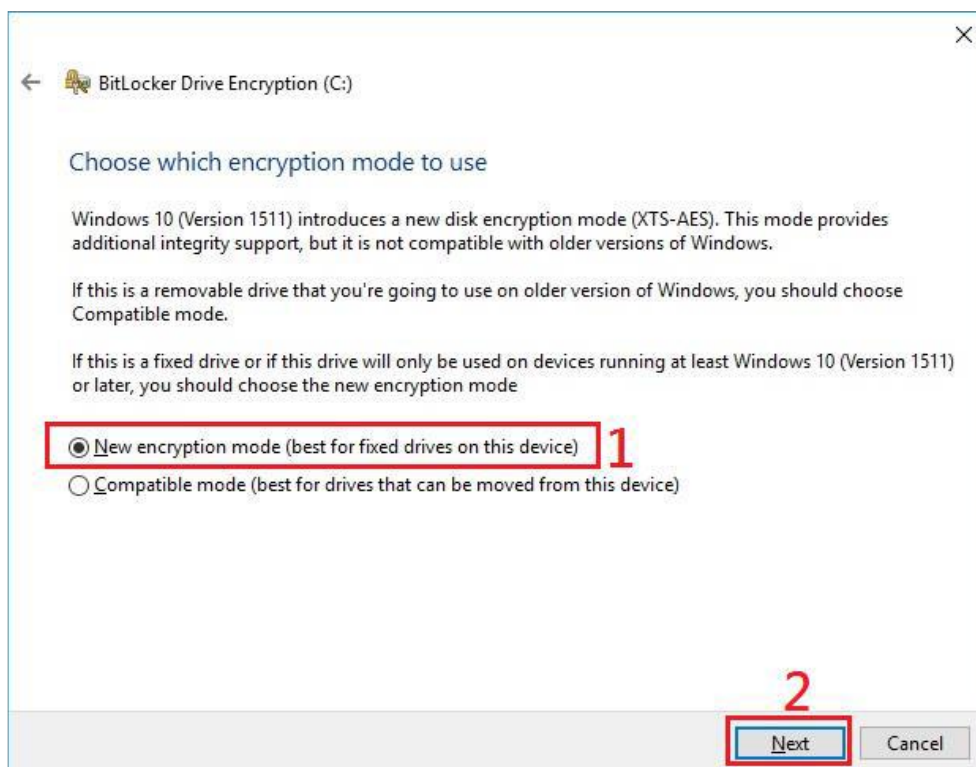 BitLocker Drive Encryption (C:)
Choose which encryption mode to use
Windows 10 (Version 1511) introduces a new disk encryption mode (XTS-AES). This mode provides
additional integrity support, but it is not compatible with older versions of Windows.
If this is a removable drive that you're going to use on older version of Windows, you should choose
Compatible mode.
If this is a fixed drive or if this drive will only be used on devices running at least Windows 10 (Version 1511)
or later, you should choose the new encryption mode
New encryption mode (best for fixed drives on this device) 1
Compatible mode (best for drives that can be moved from this device)
2
Next Cancel